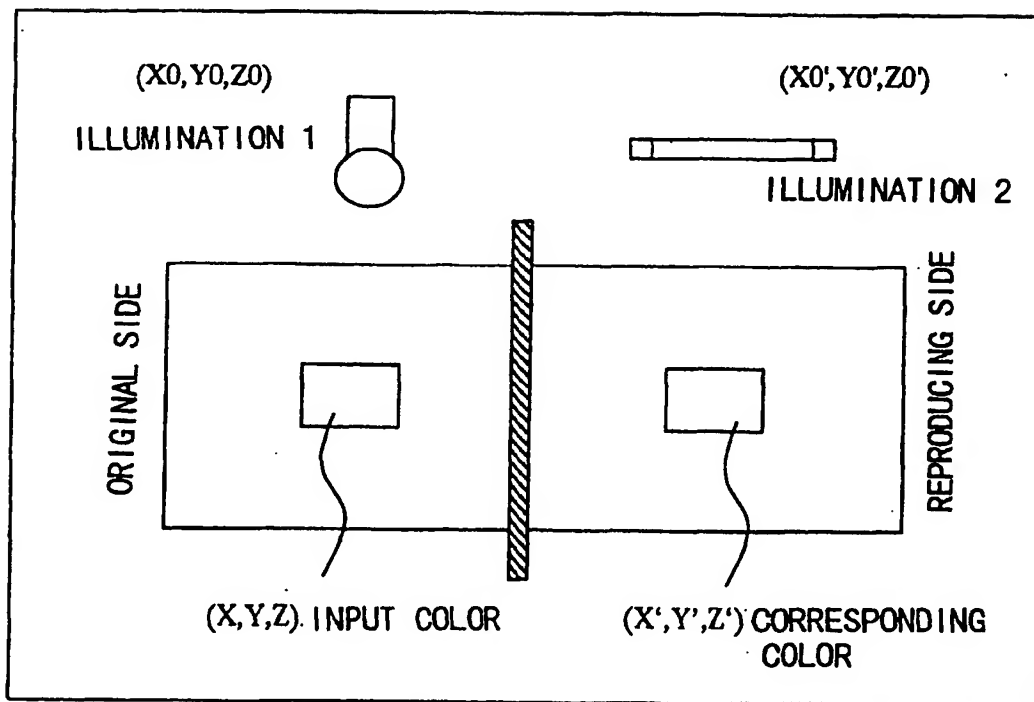 (X0,Y0,Z0)
ILLUMINATION 1
(X0',Y0',Z0')
ILLUMINATION 2
ORIGINAL SIDE
REPRODUCING SIDE
(X,Y,Z). INPUT COLOR
(X',Y',Z') CORRESPONDING
COLOR